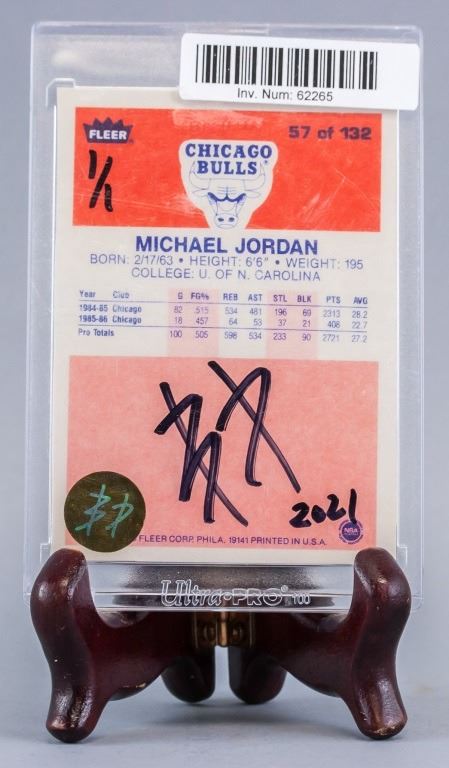 Inv. Num: 62265
FLEER®
57 of 132
1/1
CHICAGO
BULLS®
MICHAEL JORDAN
BORN: 2/17/63 • HEIGHT: 6'6" • WEIGHT: 195
COLLEGE: U. OF N. CAROLINA
Year Club G FG% REB AST STL BLK PTS AVG
1984-85 Chicago 82 .515 534 481 196 69 2313 28.2
1985-86 Chicago 18 .457 64 53 37 21 408 22.7
Pro Totals 100 .505 598 534 233 90 2721 27.2
2021
FLEER CORP. PHILA. 19141 PRINTED IN U.S.A.
NBA
Ultra•PRO®